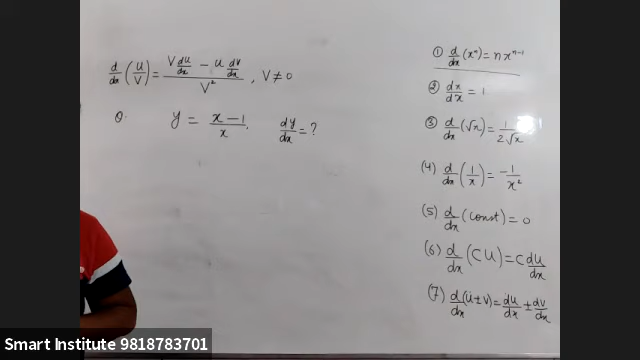 d/dx (U/V) = (V dU/dx − U dV/dx)/V² , V ≠ 0
Q. y = (x − 1)/x . dy/dx = ?
① d/dx (xⁿ) = n xⁿ⁻¹
② dx/dx = 1
③ d/dx (√x) = 1/(2√x)
(4) d/dx (1/x) = −1/x²
(5) d/dx (const) = 0
(6) d/dx (CU) = C dU/dx
(7) d/dx (U ± V) = dU/dx ± dV/dx
Smart Institute 9818783701